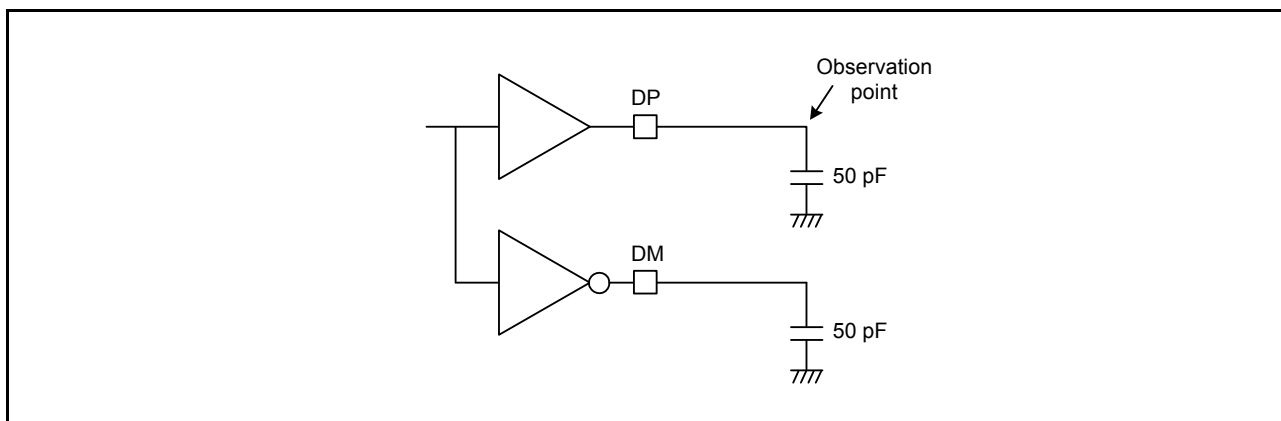 DP
Observation
point
50 pF
DM
50 pF